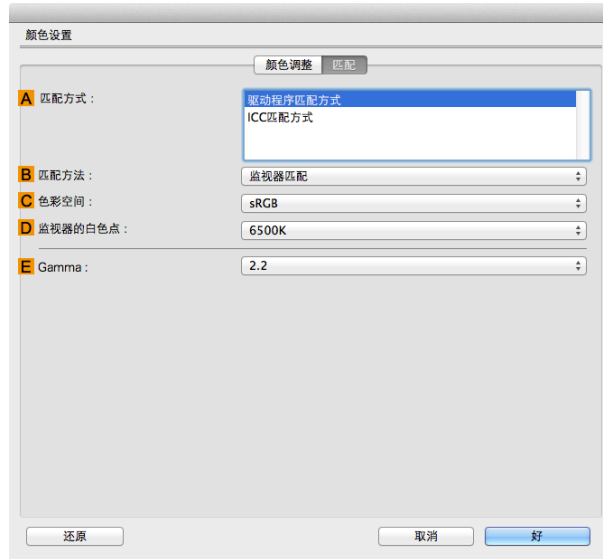 颜色设置
颜色调整 匹配
A 匹配方式：
驱动程序匹配方式
ICC匹配方式
B 匹配方法： 监视器匹配
C 色彩空间： sRGB
D 监视器的白色点： 6500K
E Gamma： 2.2
还原 取消 好